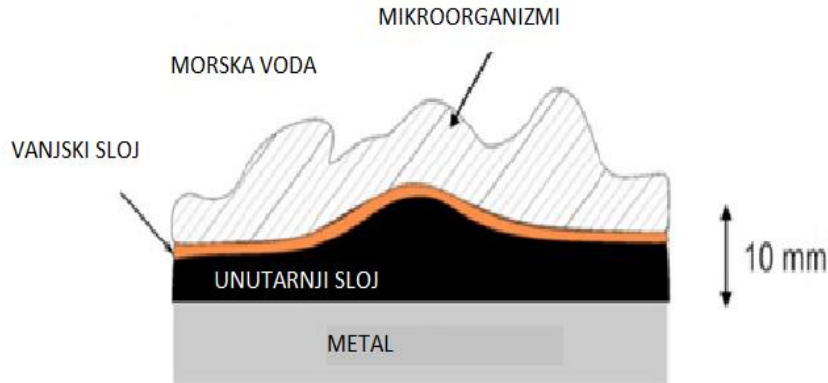 MIKROORGANIZMI
MORSKA VODA
VANJSKI SLOJ
10 mm
UNUTARNJI SLOJ
METAL